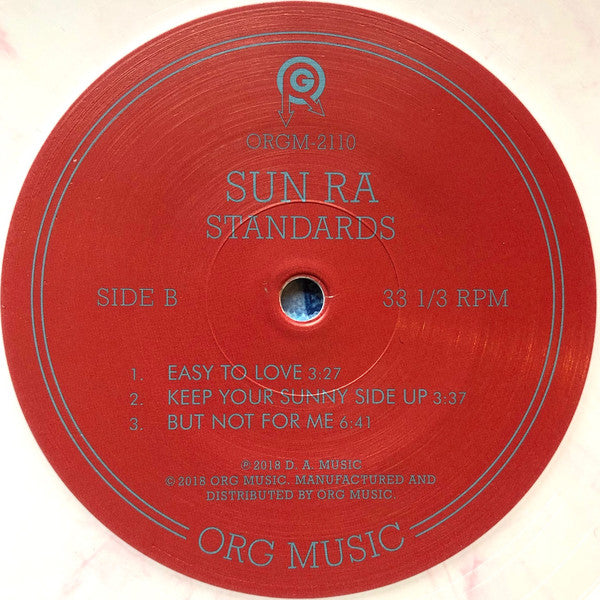 ORG
ORGM-2110
SUN RA
STANDARDS
SIDE B 33 1/3 RPM
1. EASY TO LOVE 3:27
2. KEEP YOUR SUNNY SIDE UP 3:37
3. BUT NOT FOR ME 6:41
℗ 2018 D. A. MUSIC
© 2018 ORG MUSIC. MANUFACTURED AND
DISTRIBUTED BY ORG MUSIC.
ORG MUSIC